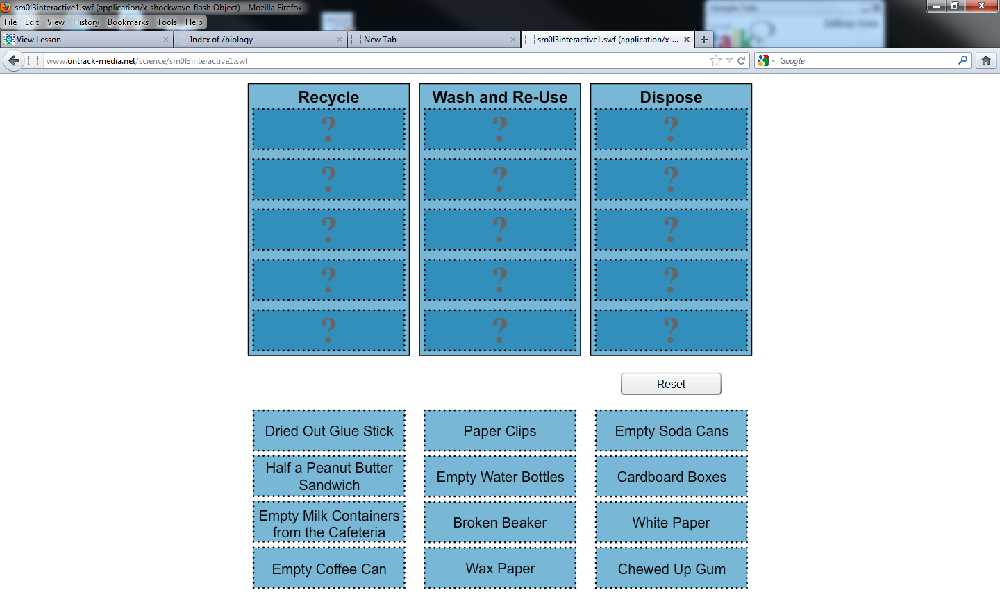 sm0l3interactive1.swf (application/x-shockwave-flash Object) - Mozilla Firefox
File Edit View History Bookmarks Tools Help
View Lesson
Index of /biology
New Tab
sm0l3interactive1.swf (application/x-...
www.ontrack-media.net/science/sm0l3interactive1.swf
Google
Recycle
Wash and Re-Use
Dispose
? ? ?
? ? ?
? ? ?
? ? ?
? ? ?
Reset
Dried Out Glue Stick
Paper Clips
Empty Soda Cans
Half a Peanut Butter
Sandwich
Empty Water Bottles
Cardboard Boxes
Empty Milk Containers
from the Cafeteria
Broken Beaker
White Paper
Empty Coffee Can
Wax Paper
Chewed Up Gum